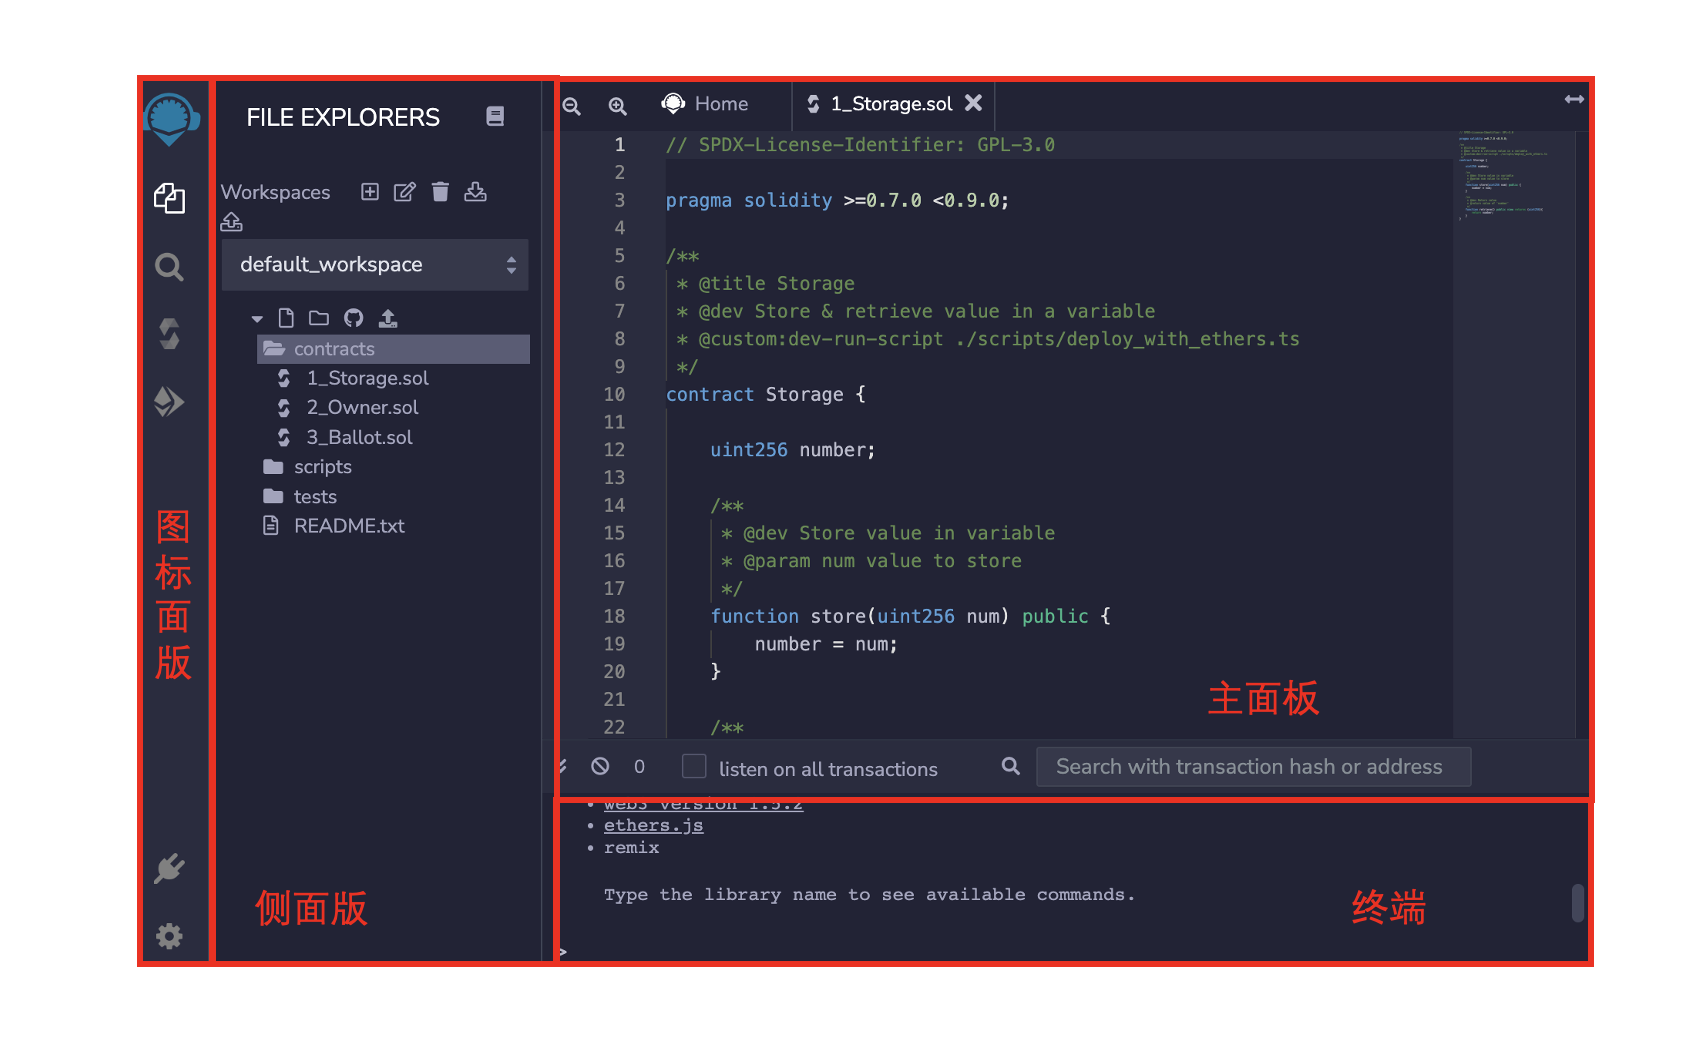 FILE EXPLORERS
Workspaces
default_workspace
contracts
1_Storage.sol
2_Owner.sol
3_Ballot.sol
scripts
tests
README.txt
图
标
面
版
侧面版
Home
1_Storage.sol
1 // SPDX-License-Identifier: GPL-3.0
2
3 pragma solidity >=0.7.0 <0.9.0;
4
5 /**
6 * @title Storage
7 * @dev Store & retrieve value in a variable
8 * @custom:dev-run-script ./scripts/deploy_with_ethers.ts
9 */
10 contract Storage {
11
12 uint256 number;
13
14 /**
15 * @dev Store value in variable
16 * @param num value to store
17 */
18 function store(uint256 num) public {
19 number = num;
20 }
21
22 /**
主面板
0 listen on all transactions Search with transaction hash or address
• web3 version 1.5.2
• ethers.js
• remix
Type the library name to see available commands.
终端
>